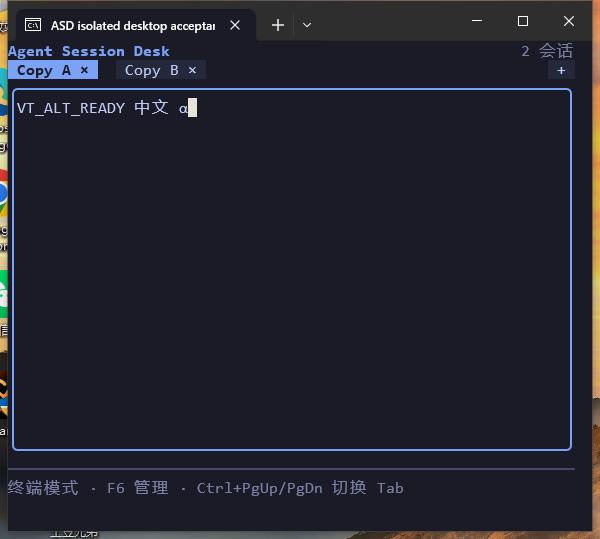 ASD isolated desktop acceptar
Agent Session Desk 2 会话
Copy A × Copy B × +
VT_ALT_READY 中文 α
终端模式 · F6 管理 · Ctrl+PgUp/PgDn 切换 Tab